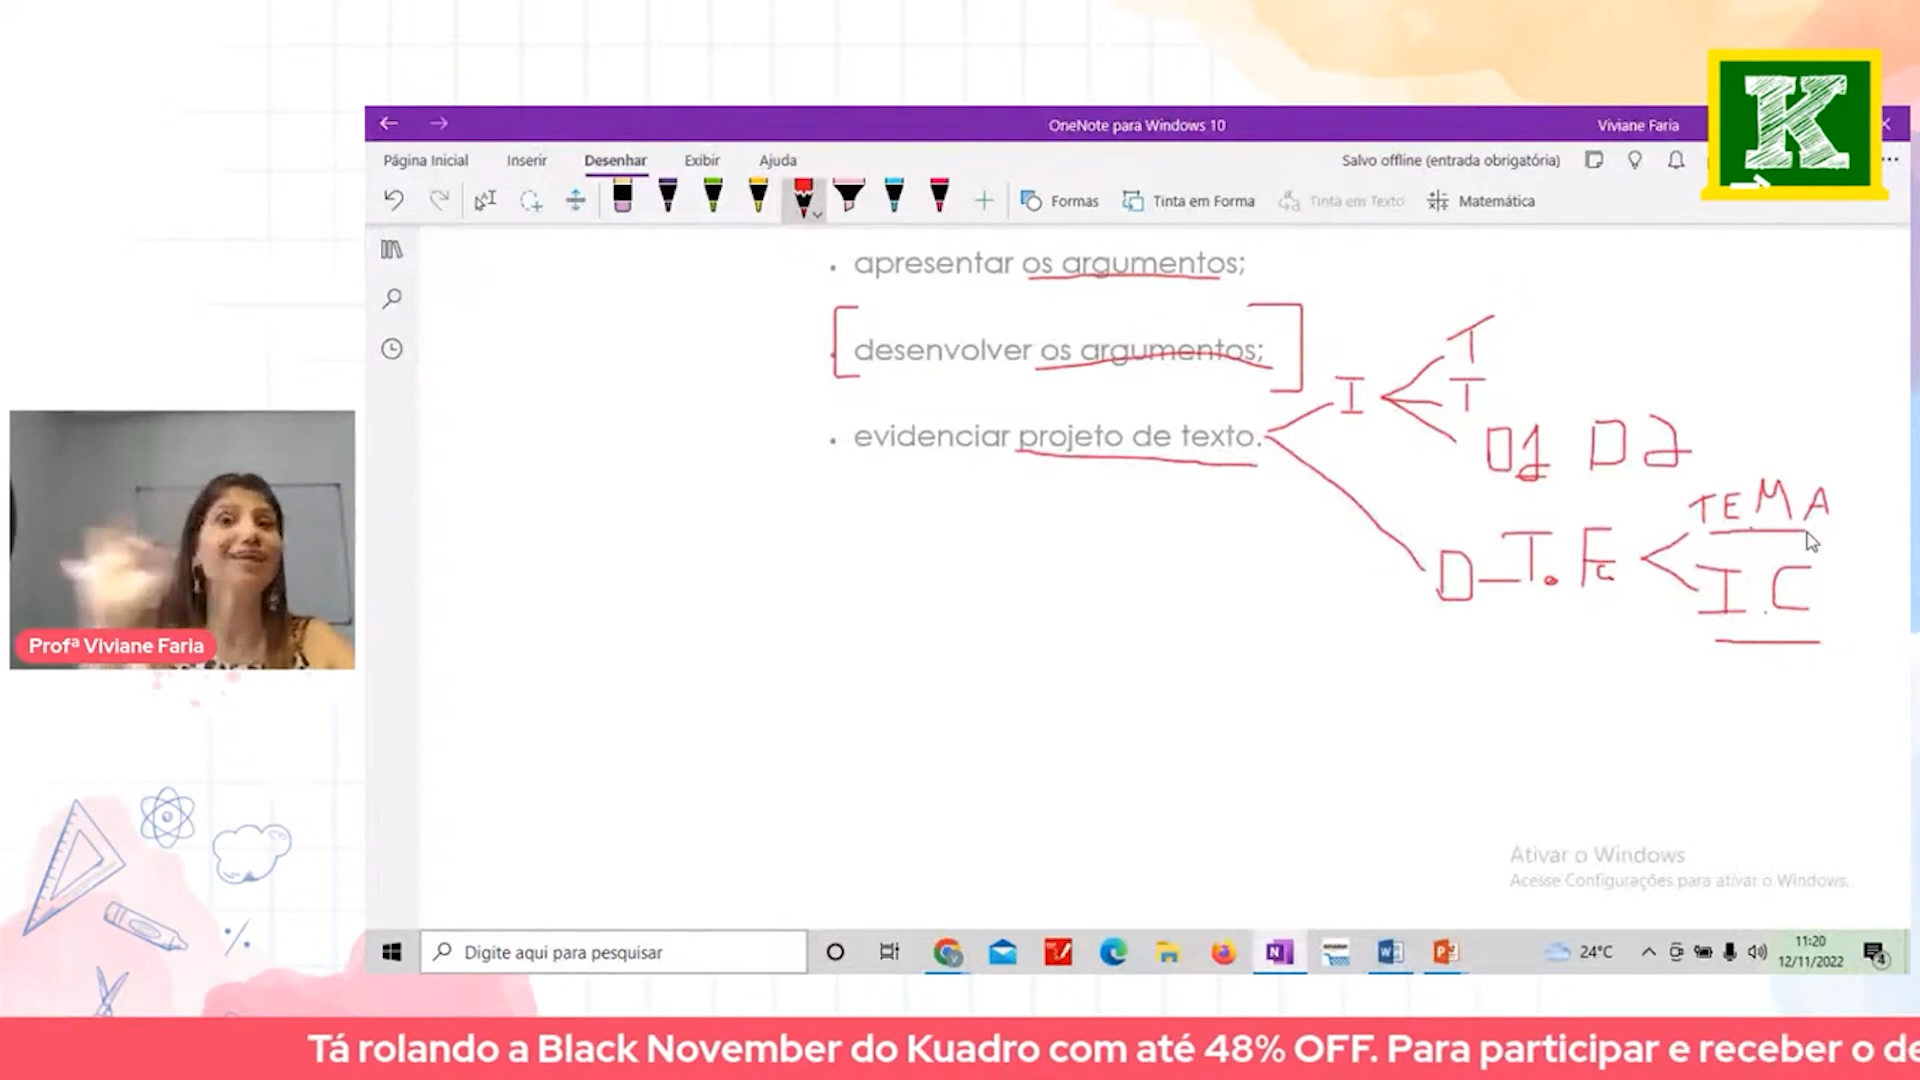 K
OneNote para Windows 10
Viviane Faria
Página Inicial Inserir Desenhar Exibir Ajuda
Salvo offline (entrada obrigatória)
Formas Tinta em Forma Tinta em Texto Matemática
• apresentar os argumentos;
• desenvolver os argumentos;
• evidenciar projeto de texto.
I
T
T
D1 D2
D-T.F.
TEMA
I.C
Profª Viviane Faria
Ativar o Windows
Acesse Configurações para ativar o Windows.
Digite aqui para pesquisar
24°C
11:20
12/11/2022
4
Tá rolando a Black November do Kuadro com até 48% OFF. Para participar e receber o de